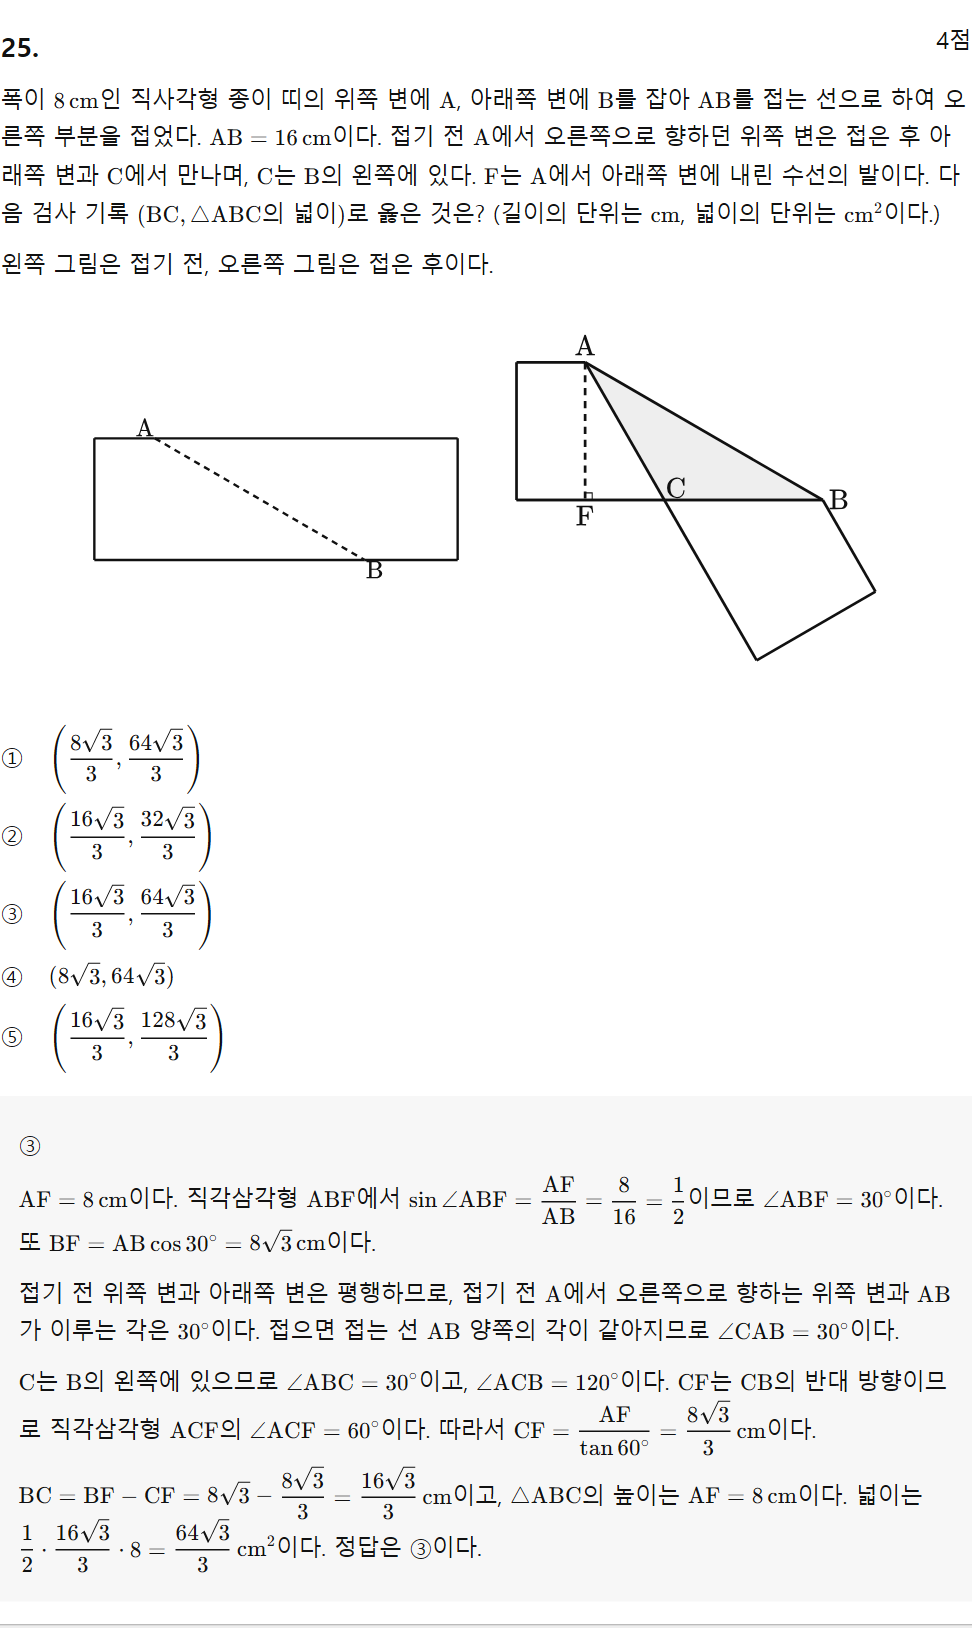 25.
4점
폭이 8 cm인 직사각형 종이 띠의 위쪽 변에 A, 아래쪽 변에 B를 잡아 AB를 접는 선으로 하여 오
른쪽 부분을 접었다. AB = 16 cm이다. 접기 전 A에서 오른쪽으로 향하던 위쪽 변은 접은 후 아
래쪽 변과 C에서 만나며, C는 B의 왼쪽에 있다. F는 A에서 아래쪽 변에 내린 수선의 발이다. 다
음 검사 기록 (BC, △ABC의 넓이)로 옳은 것은? (길이의 단위는 cm, 넓이의 단위는 cm²이다.)
왼쪽 그림은 접기 전, 오른쪽 그림은 접은 후이다.
A
B
A
C
B
F
① (8√3/3, 64√3/3)
② (16√3/3, 32√3/3)
③ (16√3/3, 64√3/3)
④ (8√3, 64√3)
⑤ (16√3/3, 128√3/3)
③
AF = 8 cm이다. 직각삼각형 ABF에서 sin ∠ABF = AF/AB = 8/16 = 1/2이므로 ∠ABF = 30°이다.
또 BF = AB cos 30° = 8√3 cm이다.
접기 전 위쪽 변과 아래쪽 변은 평행하므로, 접기 전 A에서 오른쪽으로 향하는 위쪽 변과 AB
가 이루는 각은 30°이다. 접으면 접는 선 AB 양쪽의 각이 같아지므로 ∠CAB = 30°이다.
C는 B의 왼쪽에 있으므로 ∠ABC = 30°이고, ∠ACB = 120°이다. CF는 CB의 반대 방향이므
로 직각삼각형 ACF의 ∠ACF = 60°이다. 따라서 CF = AF/tan 60° = 8√3/3 cm이다.
BC = BF − CF = 8√3 − 8√3/3 = 16√3/3 cm이고, △ABC의 높이는 AF = 8 cm이다. 넓이는
1/2 · 16√3/3 · 8 = 64√3/3 cm²이다. 정답은 ③이다.